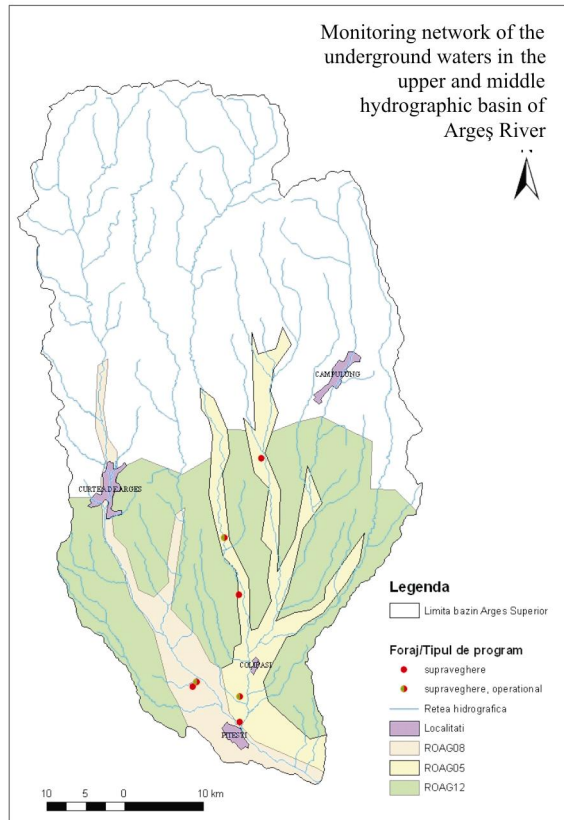 Monitoring network of the
underground waters in the
upper and middle
hydrographic basin of
Argeş River
N
CAMPULUNG
CURTEA DE ARGES
COLIBASI
PITESTI
Legenda
Limita bazin Arges Superior
Foraj/Tipul de program
supraveghere
supraveghere, operational
Retea hidrografica
Localitati
ROAG08
ROAG05
ROAG12
10 5 0 10 km